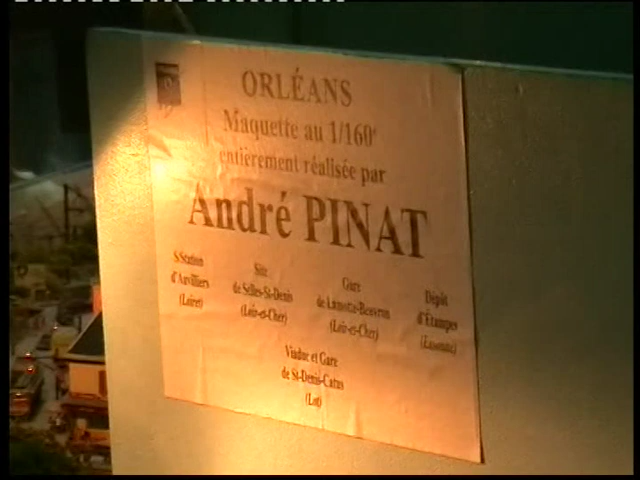 ORLÉANS
Maquette au 1/160e
entièrement réalisée par
André PINAT
S/Station
d'Auvilliers
(Loiret)
Site
de Selles-St-Denis
(Loir-et-Cher)
Gare
de Lamotte-Beuvron
(Loir-et-Cher)
Dépôt
d'Etampes
(Essonne)
Viaduc et Gare
de St-Denis-Catus
(Lot)